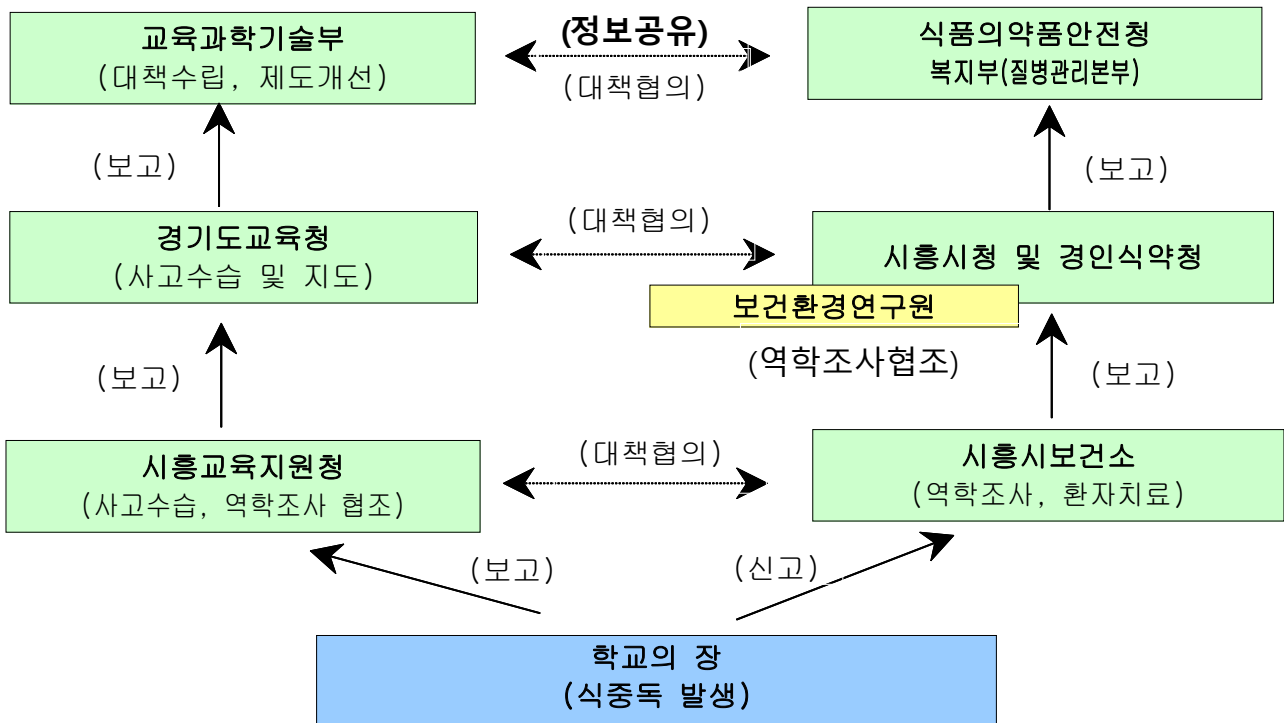 교육과학기술부
(대책수립, 제도개선)
(정보공유)
(대책협의)
식품의약품안전청
복지부(질병관리본부)
(보고)
(보고)
경기도교육청
(사고수습 및 지도)
(대책협의)
시흥시청 및 경인식약청
보건환경연구원
(역학조사협조)
(보고)
(보고)
시흥교육지원청
(사고수습, 역학조사 협조)
(대책협의)
시흥시보건소
(역학조사, 환자치료)
(보고)
(신고)
학교의 장
(식중독 발생)